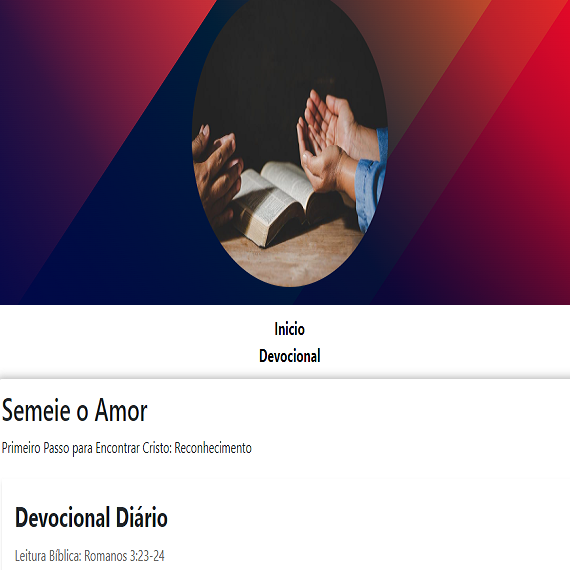 Inicio
Devocional
Semeie o Amor
Primeiro Passo para Encontrar Cristo: Reconhecimento
Devocional Diário
Leitura Bíblica: Romanos 3:23-24